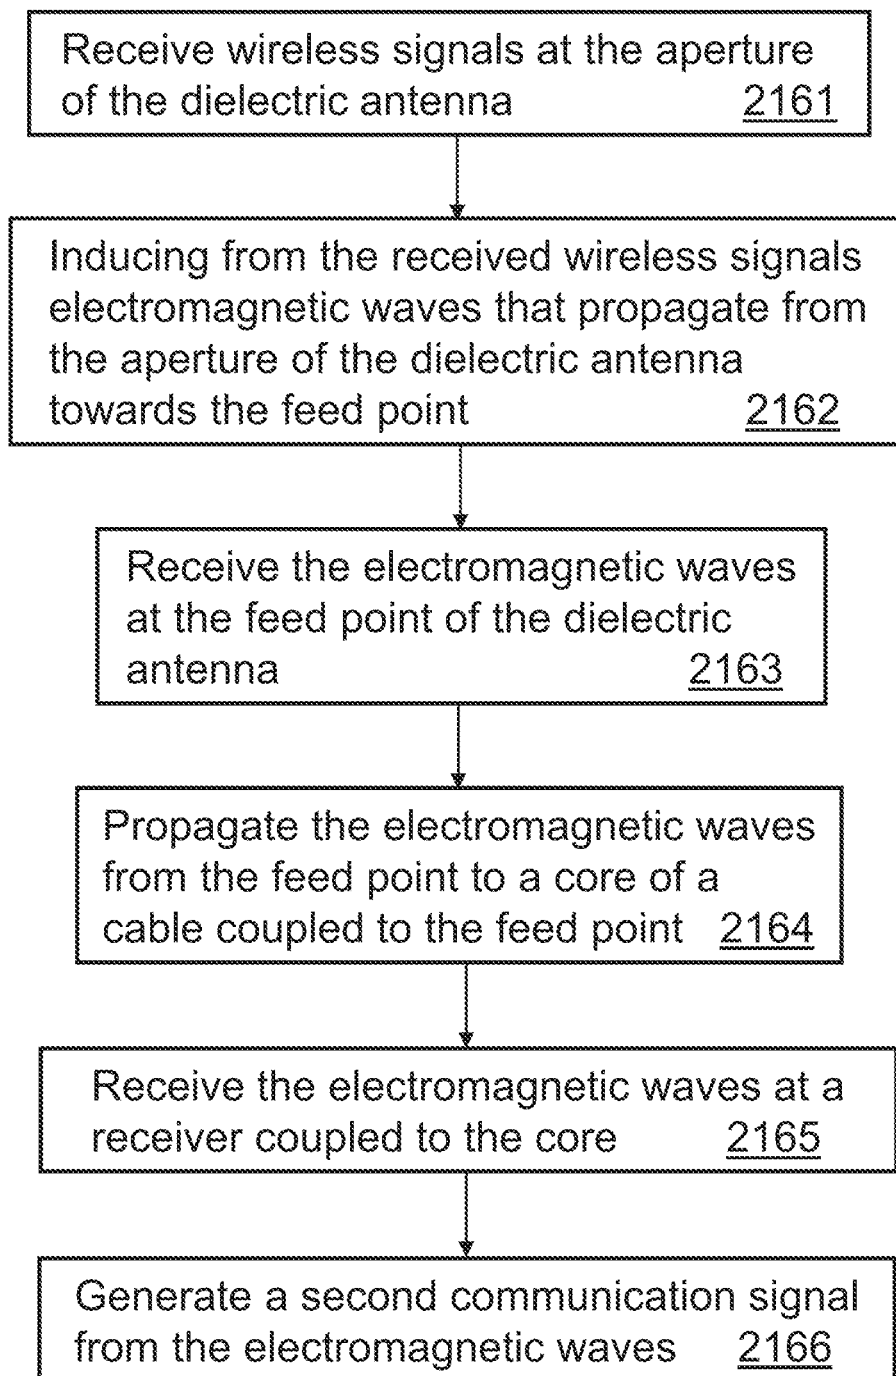 Receive wireless signals at the aperture
of the dielectric antenna 2161
Inducing from the received wireless signals
electromagnetic waves that propagate from
the aperture of the dielectric antenna
towards the feed point 2162
Receive the electromagnetic waves
at the feed point of the dielectric
antenna 2163
Propagate the electromagnetic waves
from the feed point to a core of a
cable coupled to the feed point 2164
Receive the electromagnetic waves at a
receiver coupled to the core 2165
Generate a second communication signal
from the electromagnetic waves 2166